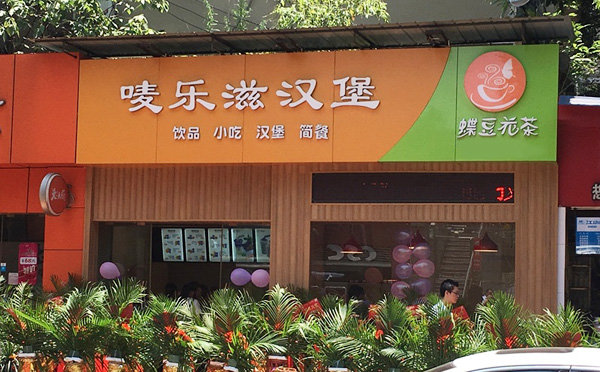 唛乐滋汉堡
饮品 小吃 汉堡 简餐
蝶豆花茶